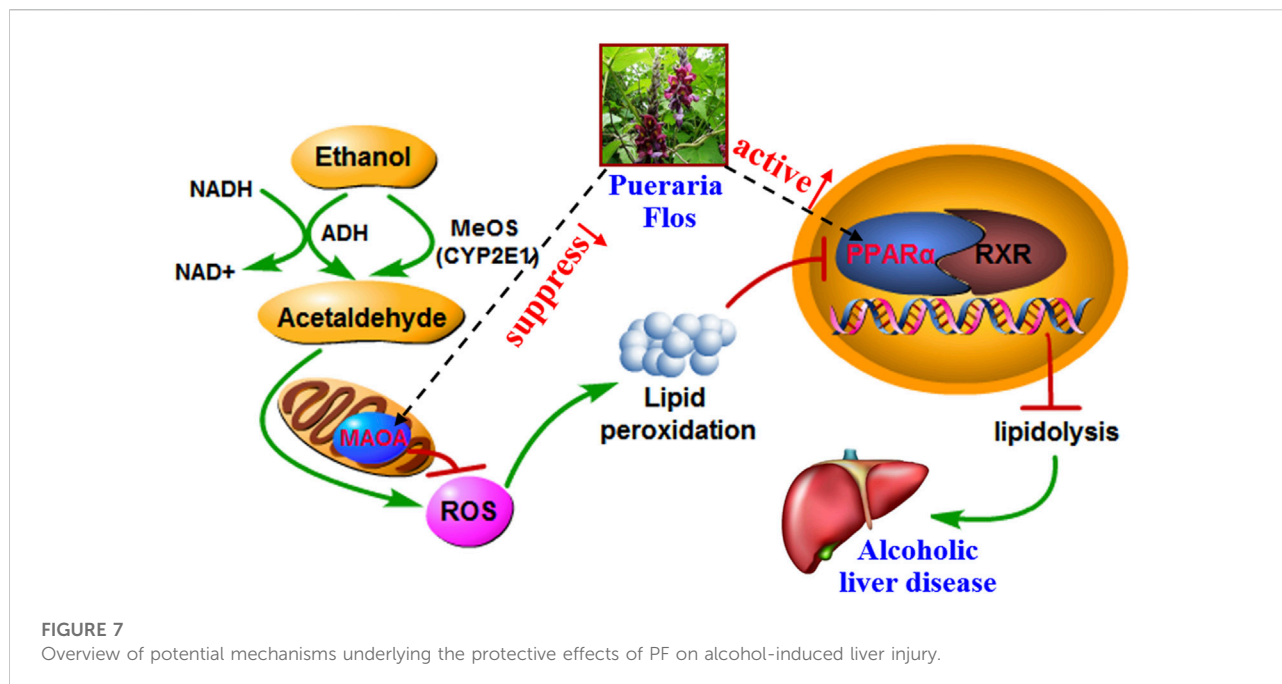 Ethanol
NADH
ADH
NAD+
MeOS
(CYP2E1)
Acetaldehyde
MAOA
ROS
suppress
Pueraria
Flos
active
Lipid
peroxidation
PPARα
RXR
lipidolysis
Alcoholic
liver disease
FIGURE 7
Overview of potential mechanisms underlying the protective effects of PF on alcohol-induced liver injury.